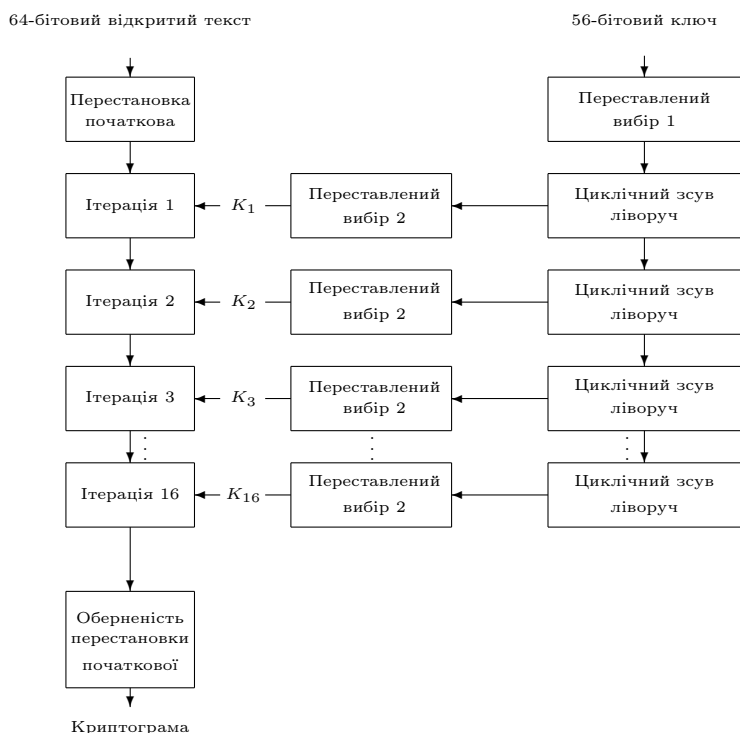 64-бітовий відкритий текст
56-бітовий ключ
Перестановка
початкова
Переставлений
вибір 1
Ітерація 1
K1
Переставлений
вибір 2
Циклічний зсув
ліворуч
Ітерація 2
K2
Переставлений
вибір 2
Циклічний зсув
ліворуч
Ітерація 3
K3
Переставлений
вибір 2
Циклічний зсув
ліворуч
Ітерація 16
K16
Переставлений
вибір 2
Циклічний зсув
ліворуч
Оберненість
перестановки
початкової
Криптограма